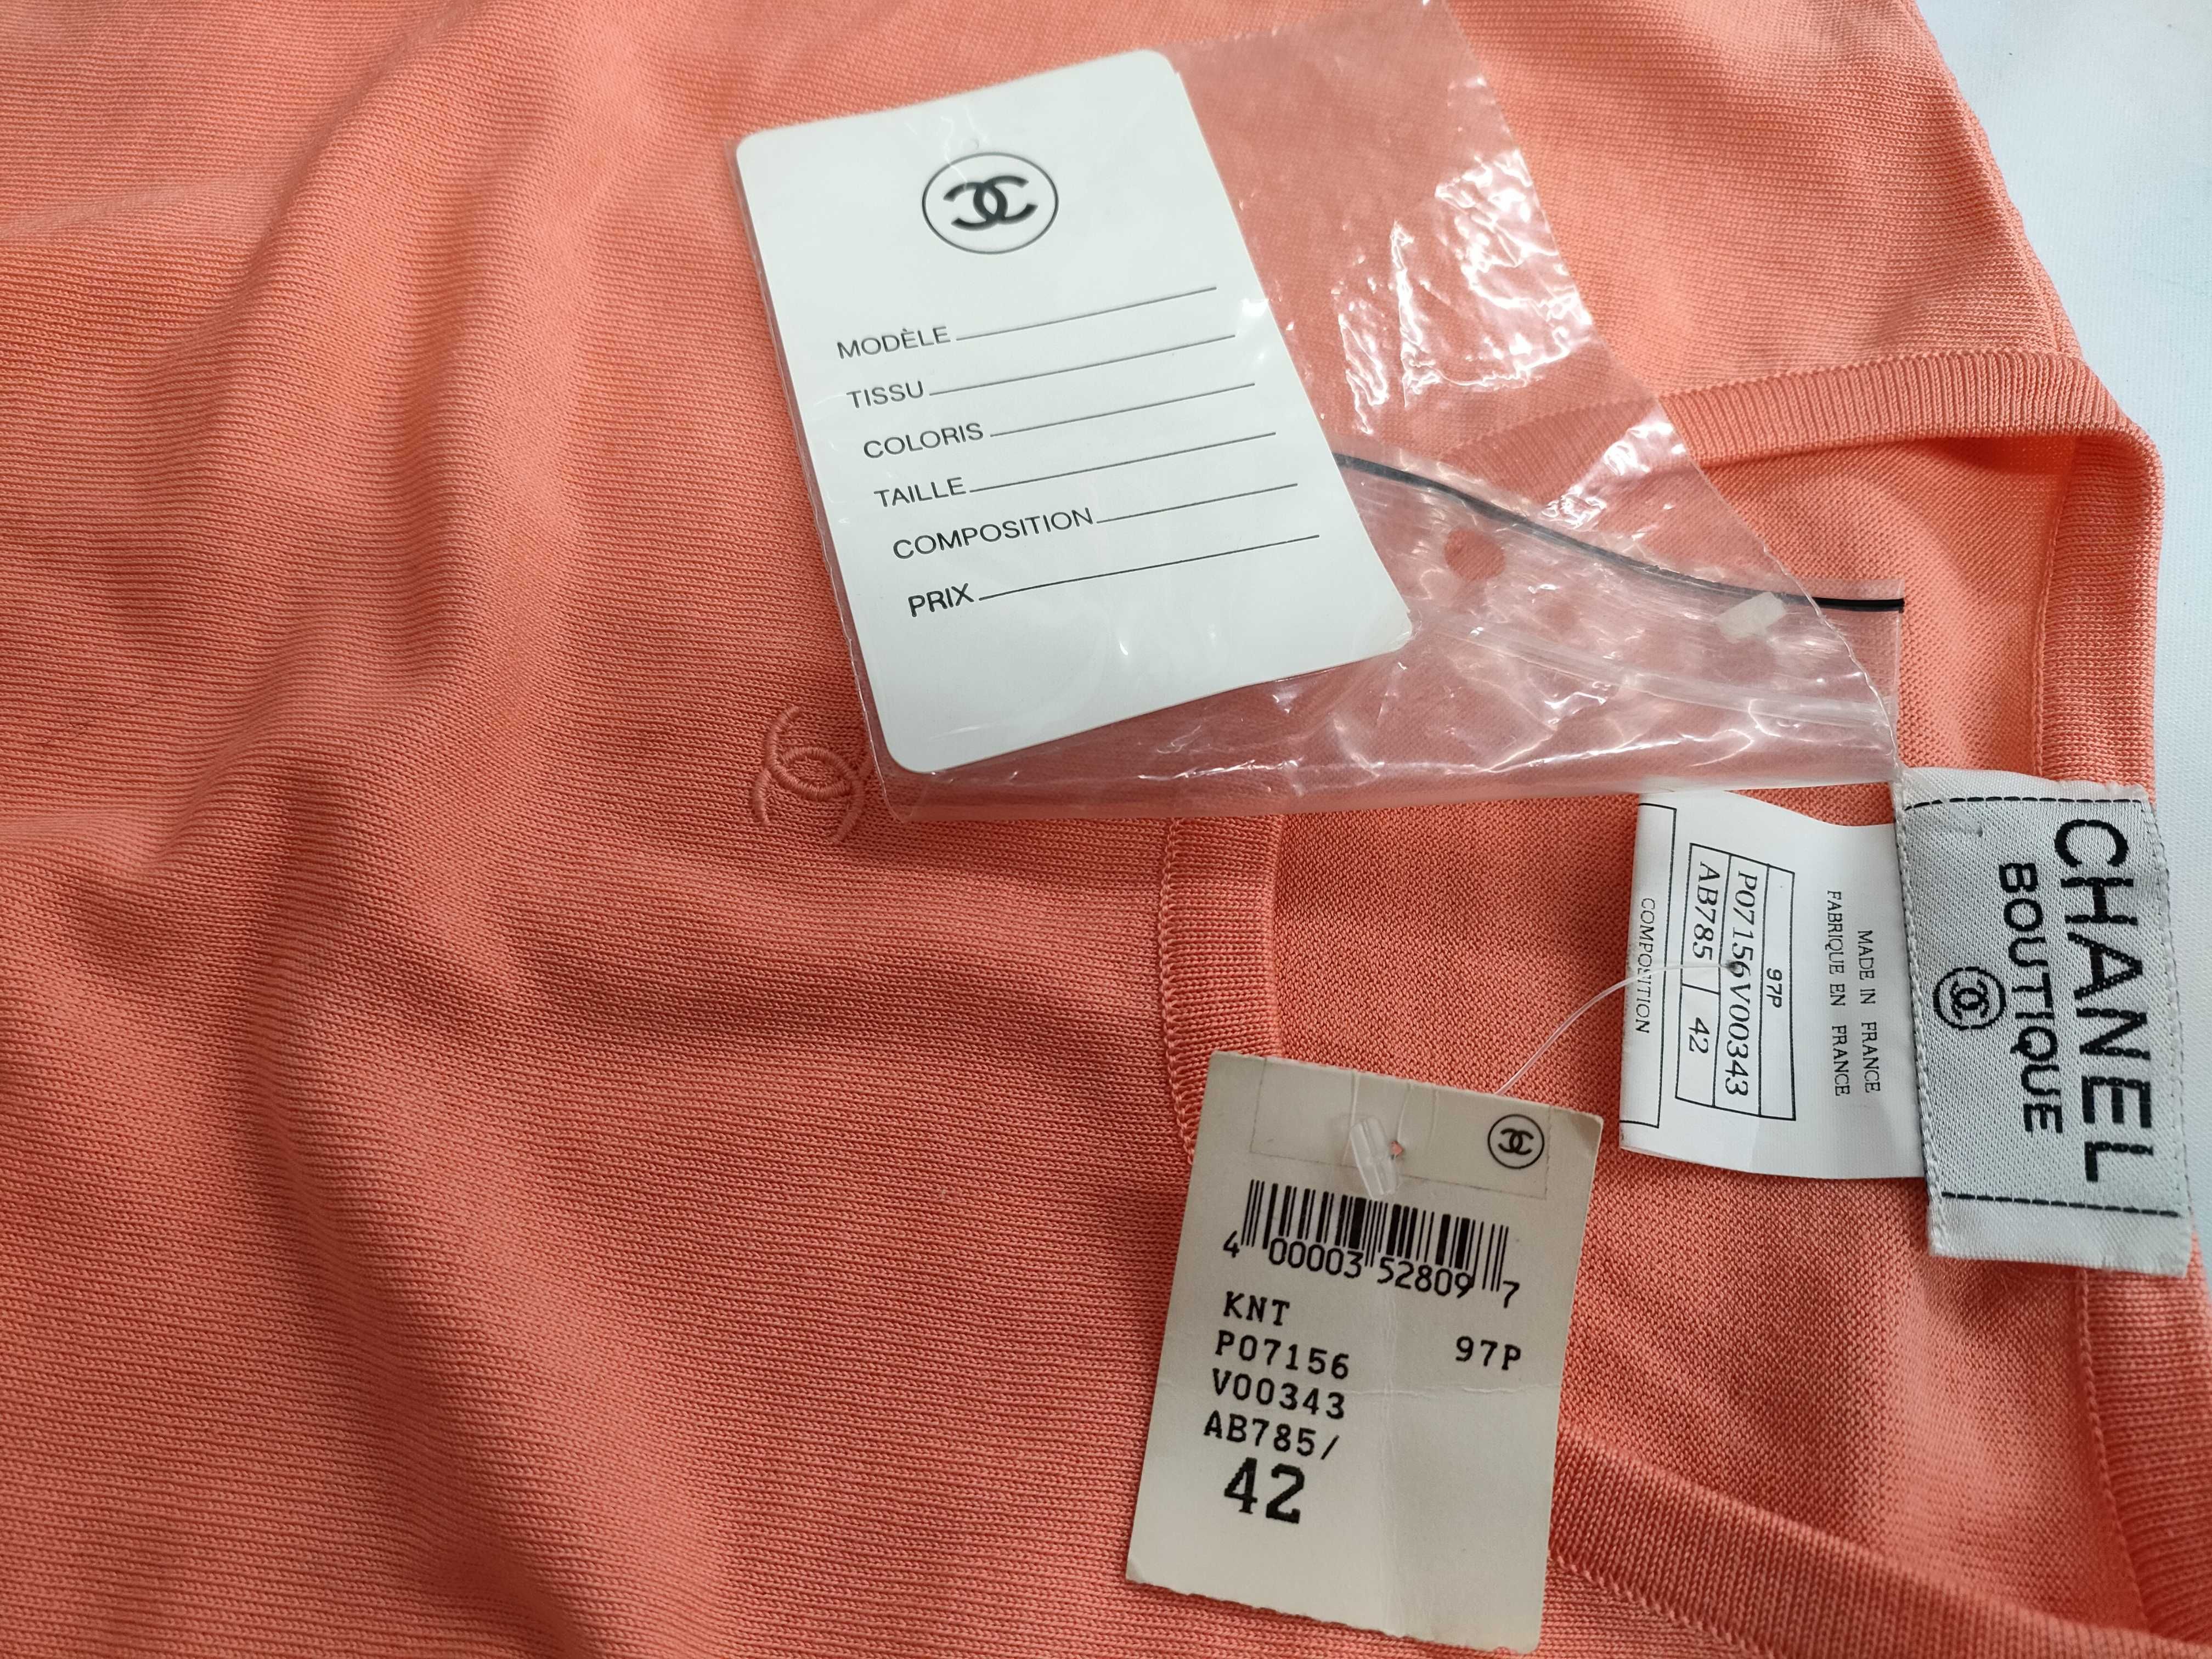 MODÈLE
TISSU
COLORIS
TAILLE
COMPOSITION
PRIX
CHANEL
BOUTIQUE
MADE IN FRANCE
FABRIQUE EN FRANCE
97P
P07156V00343
AB785 42
COMPOSITION
4 00003 52809 7
KNT
P07156 97P
V00343
AB785/
42